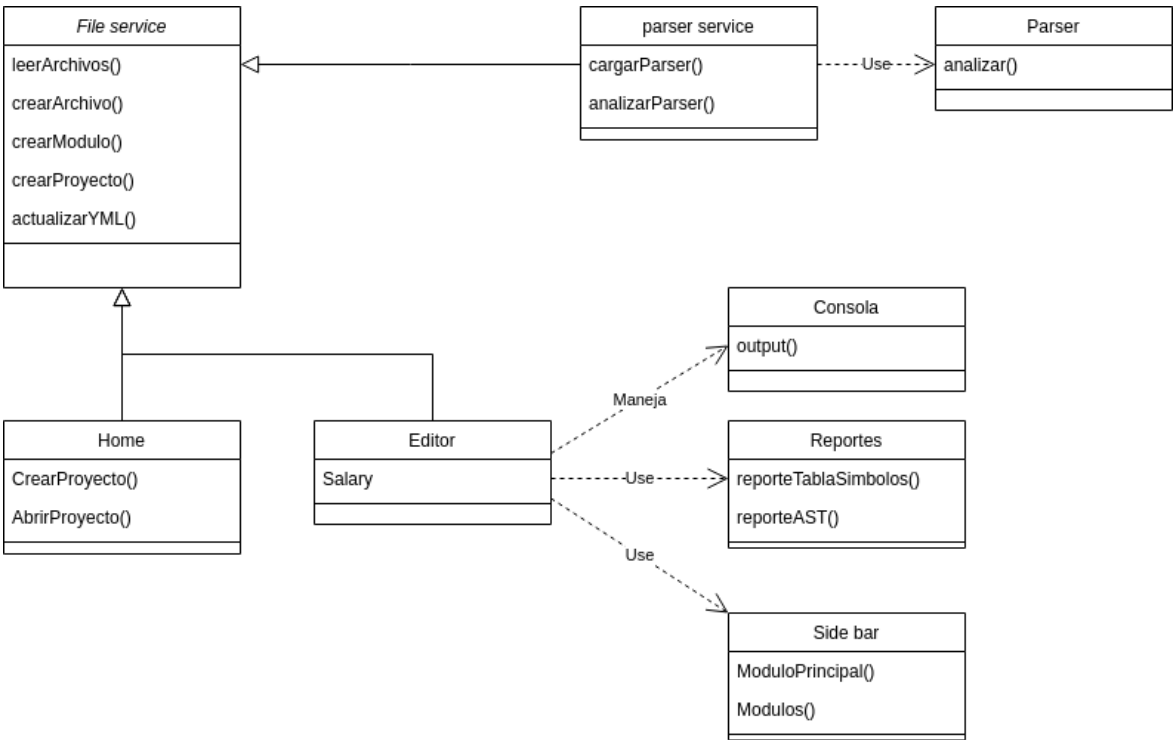 File service
leerArchivos()
crearArchivo()
crearModulo()
crearProyecto()
actualizarYML()
parser service
cargarParser()
analizarParser()
Use
Parser
analizar()
Home
CrearProyecto()
AbrirProyecto()
Editor
Salary
Maneja
Use
Use
Consola
output()
Reportes
reporteTablaSimbolos()
reporteAST()
Side bar
ModuloPrincipal()
Modulos()